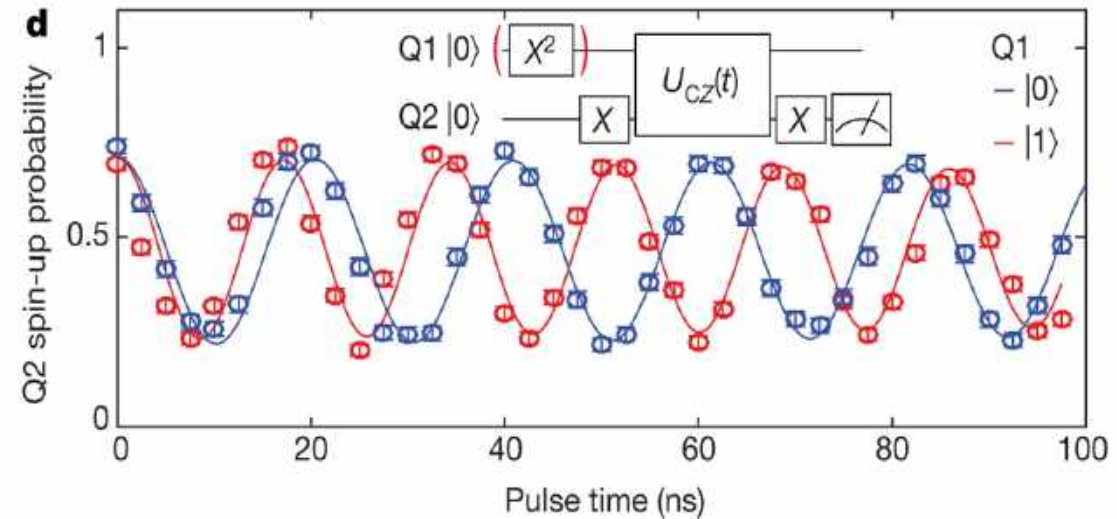 d
Q2 spin-up probability
1
0.5
0
Q1 |0⟩ ( X² )
Q2 |0⟩ X U_CZ(t) X
Q1
|0⟩
|1⟩
0 20 40 60 80 100
Pulse time (ns)